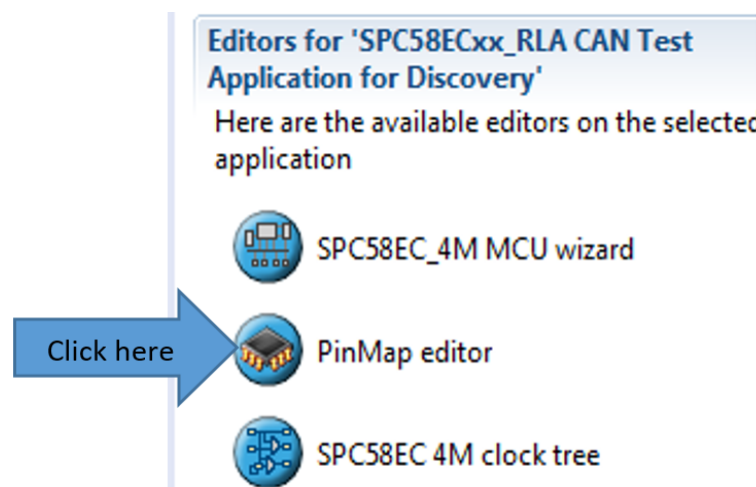 Editors for 'SPC58ECxx_RLA CAN Test
Application for Discovery'
Here are the available editors on the selected
application
SPC58EC_4M MCU wizard
Click here
PinMap editor
SPC58EC 4M clock tree